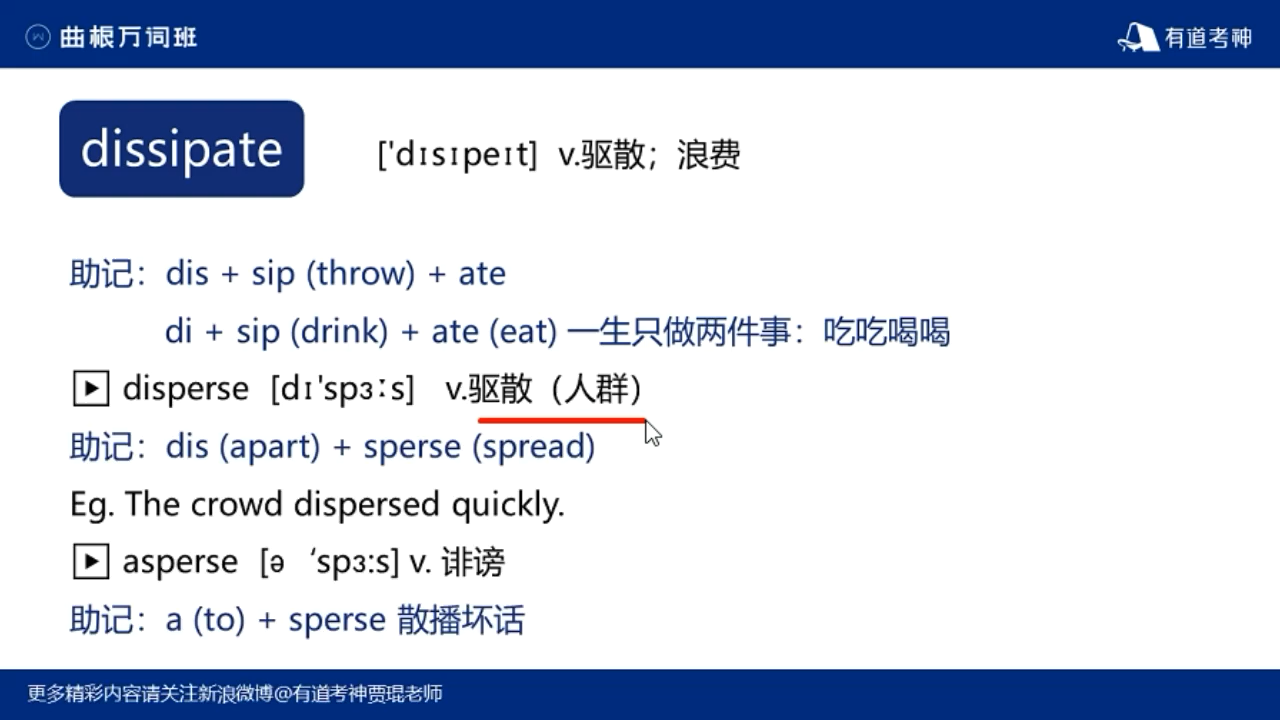 曲根万词班
有道考神
dissipate
['dɪsɪpeɪt] v.驱散；浪费
助记：dis + sip (throw) + ate
di + sip (drink) + ate (eat) 一生只做两件事：吃吃喝喝
disperse [dɪ'spɜːs] v.驱散（人群）
助记：dis (apart) + sperse (spread)
Eg. The crowd dispersed quickly.
asperse [ə ‘spɜ:s] v. 诽谤
助记：a (to) + sperse 散播坏话
更多精彩内容请关注新浪微博@有道考神贾琨老师